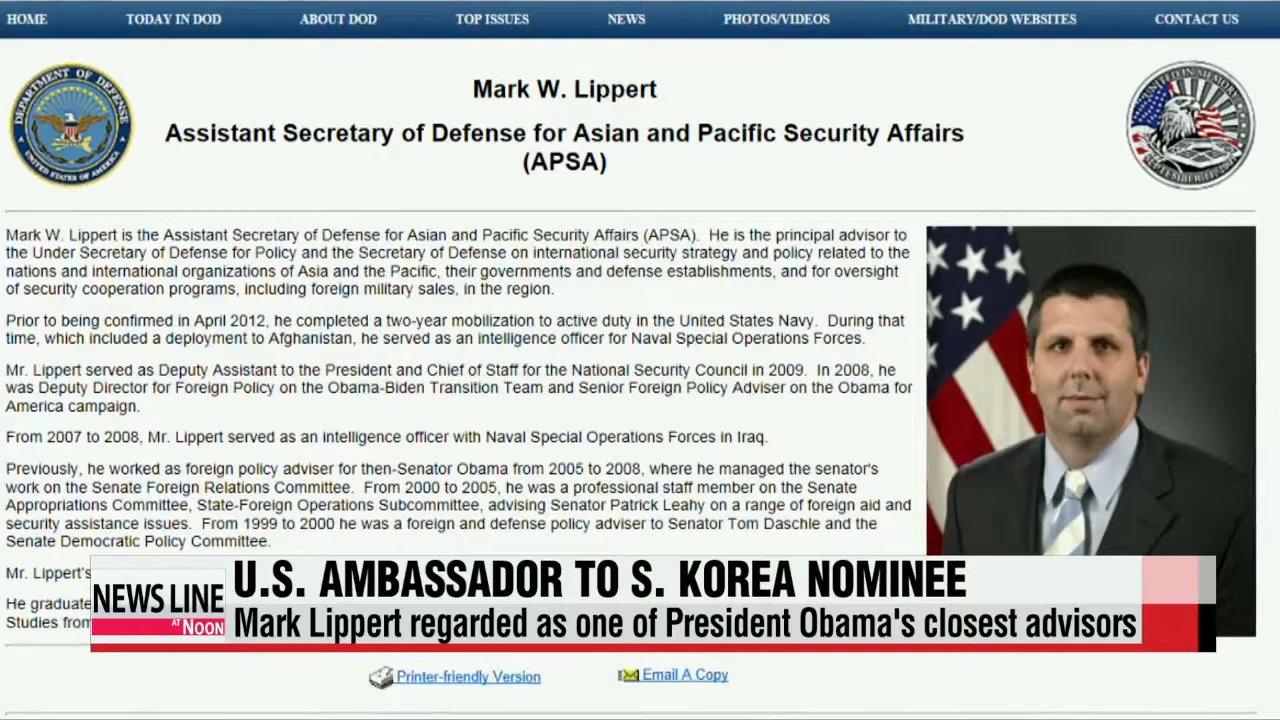 HOME TODAY IN DOD ABOUT DOD TOP ISSUES NEWS PHOTOS/VIDEOS MILITARY/DOD WEBSITES CONTACT US
DEPARTMENT OF DEFENSE
UNITED STATES OF AMERICA
Mark W. Lippert
Assistant Secretary of Defense for Asian and Pacific Security Affairs
(APSA)
UNITED IN MEMORY
Mark W. Lippert is the Assistant Secretary of Defense for Asian and Pacific Security Affairs (APSA). He is the principal advisor to
the Under Secretary of Defense for Policy and the Secretary of Defense on international security strategy and policy related to the
nations and international organizations of Asia and the Pacific, their governments and defense establishments, and for oversight
of security cooperation programs, including foreign military sales, in the region.
Prior to being confirmed in April 2012, he completed a two-year mobilization to active duty in the United States Navy. During that
time, which included a deployment to Afghanistan, he served as an intelligence officer for Naval Special Operations Forces.
Mr. Lippert served as Deputy Assistant to the President and Chief of Staff for the National Security Council in 2009. In 2008, he
was Deputy Director for Foreign Policy on the Obama-Biden Transition Team and Senior Foreign Policy Adviser on the Obama for
America campaign.
From 2007 to 2008, Mr. Lippert served as an intelligence officer with Naval Special Operations Forces in Iraq.
Previously, he worked as foreign policy adviser for then-Senator Obama from 2005 to 2008, where he managed the senator's
work on the Senate Foreign Relations Committee. From 2000 to 2005, he was a professional staff member on the Senate
Appropriations Committee, State-Foreign Operations Subcommittee, advising Senator Patrick Leahy on a range of foreign aid and
security assistance issues. From 1999 to 2000 he was a foreign and defense policy adviser to Senator Tom Daschle and the
Senate Democratic Policy Committee.
Mr. Lippert's
He graduate
Studies from
NEWS LINE
AT NOON
U.S. AMBASSADOR TO S. KOREA NOMINEE
Mark Lippert regarded as one of President Obama's closest advisors
Printer-friendly Version Email A Copy